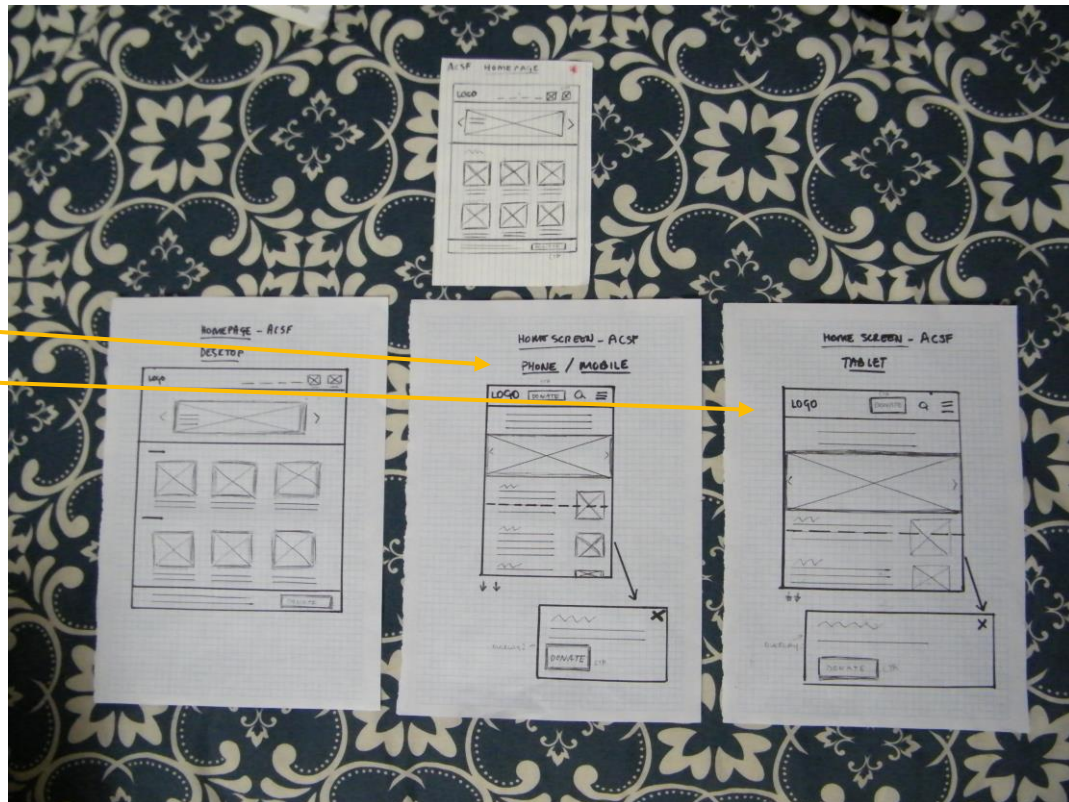 ACSF HOMEPAGE
LOGO
HOMEPAGE - ACSF
DESKTOP
Logo
DONATE
HOME SCREEN - ACSF
PHONE / MOBILE
LOGO DONATE
DONATE
HOME SCREEN - ACSF
TABLET
LOGO DONATE
OVERLAY
DONATE